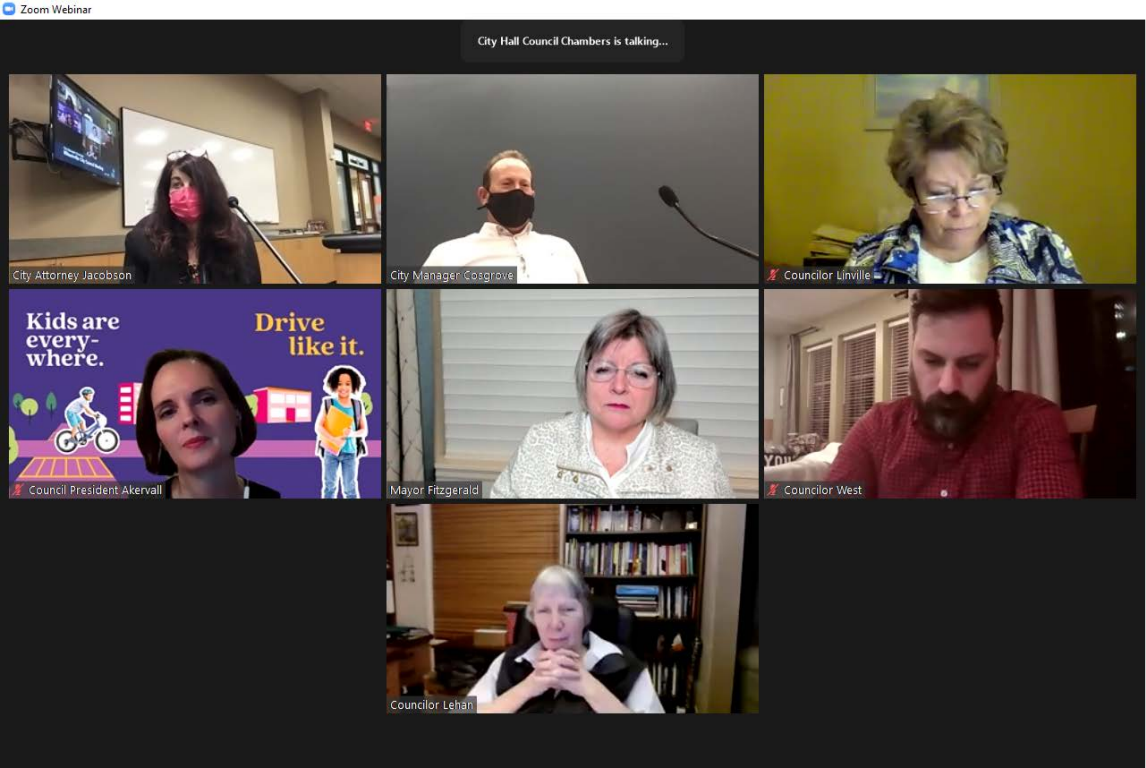 Zoom Webinar
City Hall Council Chambers is talking...
City Attorney Jacobson
City Manager Cosgrove
Councilor Linville
Kids are
every-
where.
Drive
like it.
Council President Akervall
Mayor Fitzgerald
YOU
Councilor West
Councilor Lehan